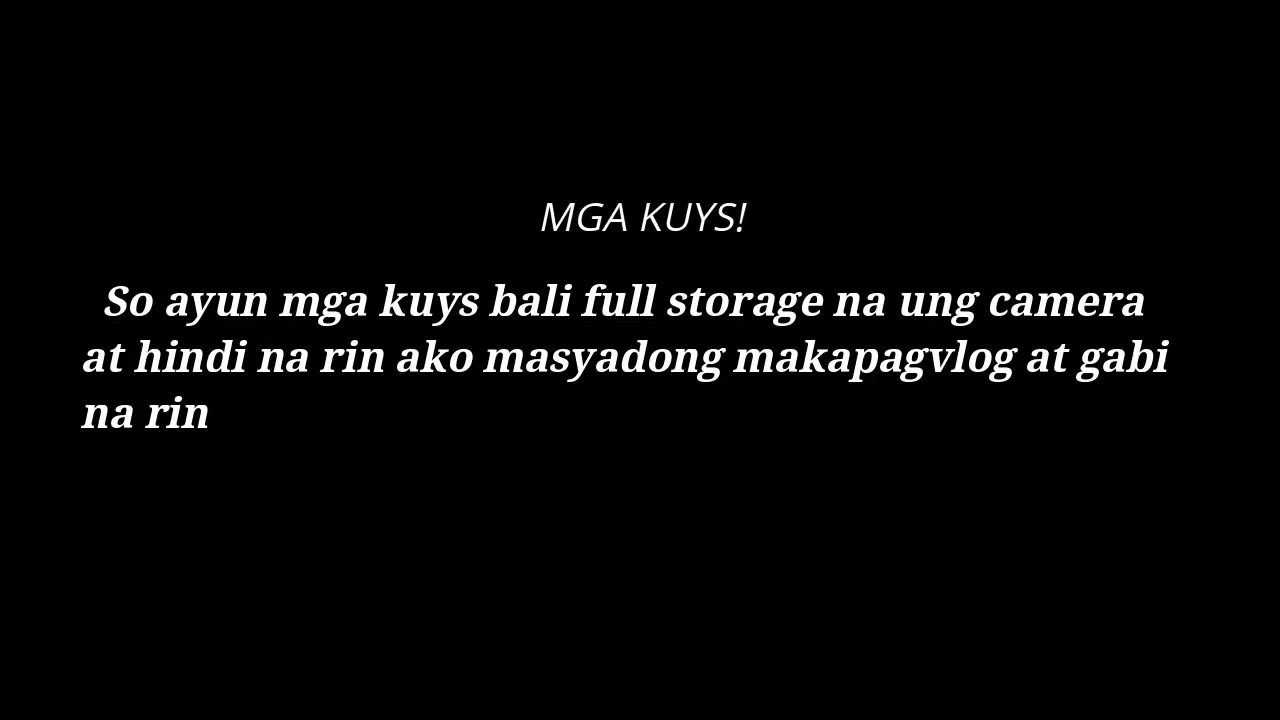 MGA KUYS!
So ayun mga kuys bali full storage na ung camera
at hindi na rin ako masyadong makapagvlog at gabi
na rin